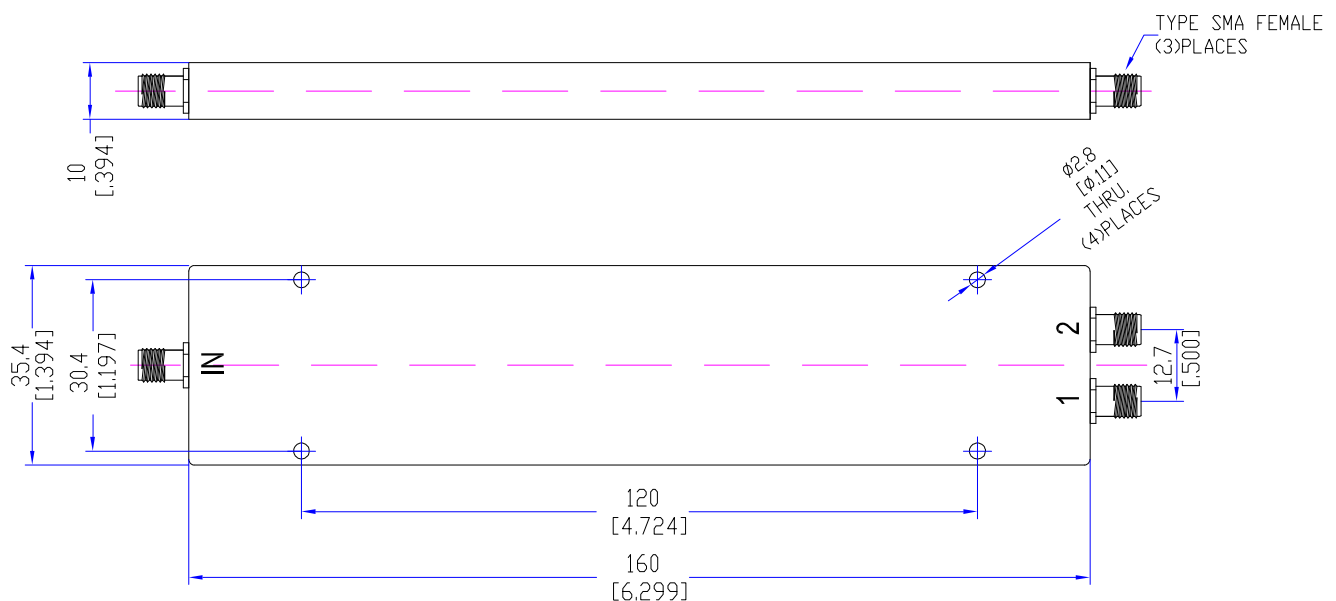 TYPE SMA FEMALE
(3)PLACES
10
[.394]
Ø2.8
[Ø.11]
THRU.
(4)PLACES
35.4
[1.394]
30.4
[1.197]
IN
2
1
12.7
[.500]
120
[4.724]
160
[6.299]